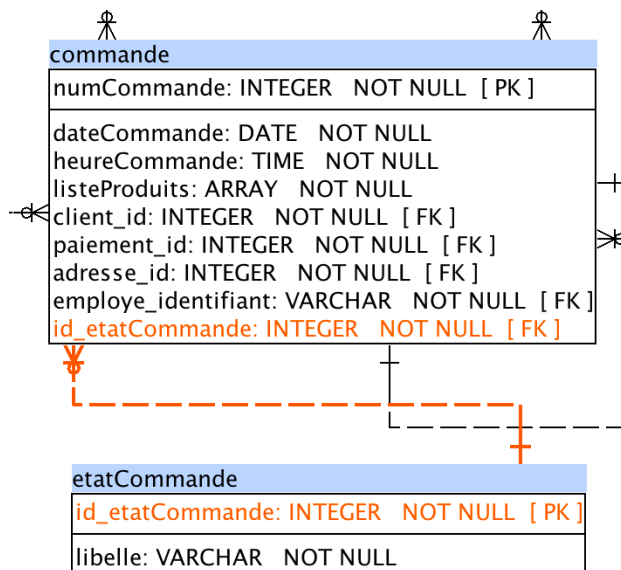 commande
numCommande: INTEGER NOT NULL [ PK ]
dateCommande: DATE NOT NULL
heureCommande: TIME NOT NULL
listeProduits: ARRAY NOT NULL
client_id: INTEGER NOT NULL [ FK ]
paiement_id: INTEGER NOT NULL [ FK ]
adresse_id: INTEGER NOT NULL [ FK ]
employe_identifiant: VARCHAR NOT NULL [ FK ]
id_etatCommande: INTEGER NOT NULL [ FK ]
etatCommande
id_etatCommande: INTEGER NOT NULL [ PK ]
libelle: VARCHAR NOT NULL